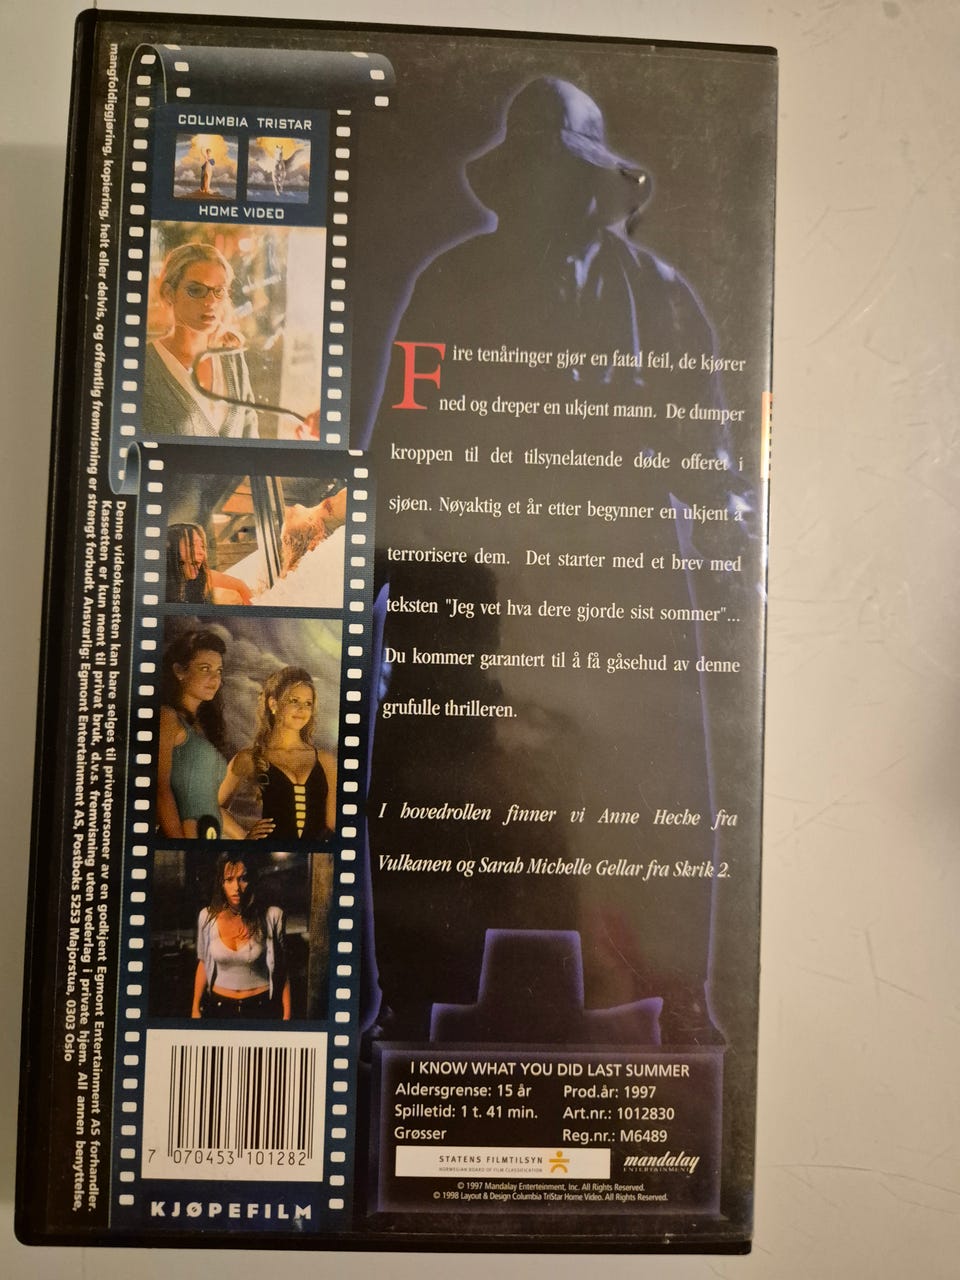 COLUMBIA TRISTAR
HOME VIDEO
Fire tenåringer gjør en fatal feil, de kjører
ned og dreper en ukjent mann. De dumper
kroppen til det tilsynelatende døde offeret i
sjøen. Nøyaktig et år etter begynner en ukjent å
terrorisere dem. Det starter med et brev med
teksten "Jeg vet hva dere gjorde sist sommer"...
Du kommer garantert til å få gåsehud av denne
grufulle thrilleren.
I hovedrollen finner vi Anne Heche fra
Vulkanen og Sarah Michelle Gellar fra Skrik 2.
I KNOW WHAT YOU DID LAST SUMMER
Aldersgrense: 15 år Prod.år: 1997
Spilletid: 1 t. 41 min. Art.nr.: 1012830
Grøsser Reg.nr.: M6489
STATENS FILMTILSYN
NORWEGIAN BOARD OF FILM CLASSIFICATION
mandalay
ENTERTAINMENT
© 1997 Mandalay Enterteinment, Inc. All Rights Reserved.
© 1998 Layout & Design Columbia TriStar Home Video. All Rights Reserved.
7 070453 101282
KJØPEFILM
Denne videokassetten kan bare selges til privatpersoner av en godkjent Egmont Entertainment AS forhandler.
Kassetten er kun ment til privat bruk, d.v.s. fremvisning uten vederlag i private hjem. All annen benyttelse,
mangfoldiggjøring, kopiering, helt eller delvis, og offentlig fremvisning er strengt forbudt. Ansvarlig: Egmont Entertainment AS, Postboks 5253 Majorstua, 0303 Oslo